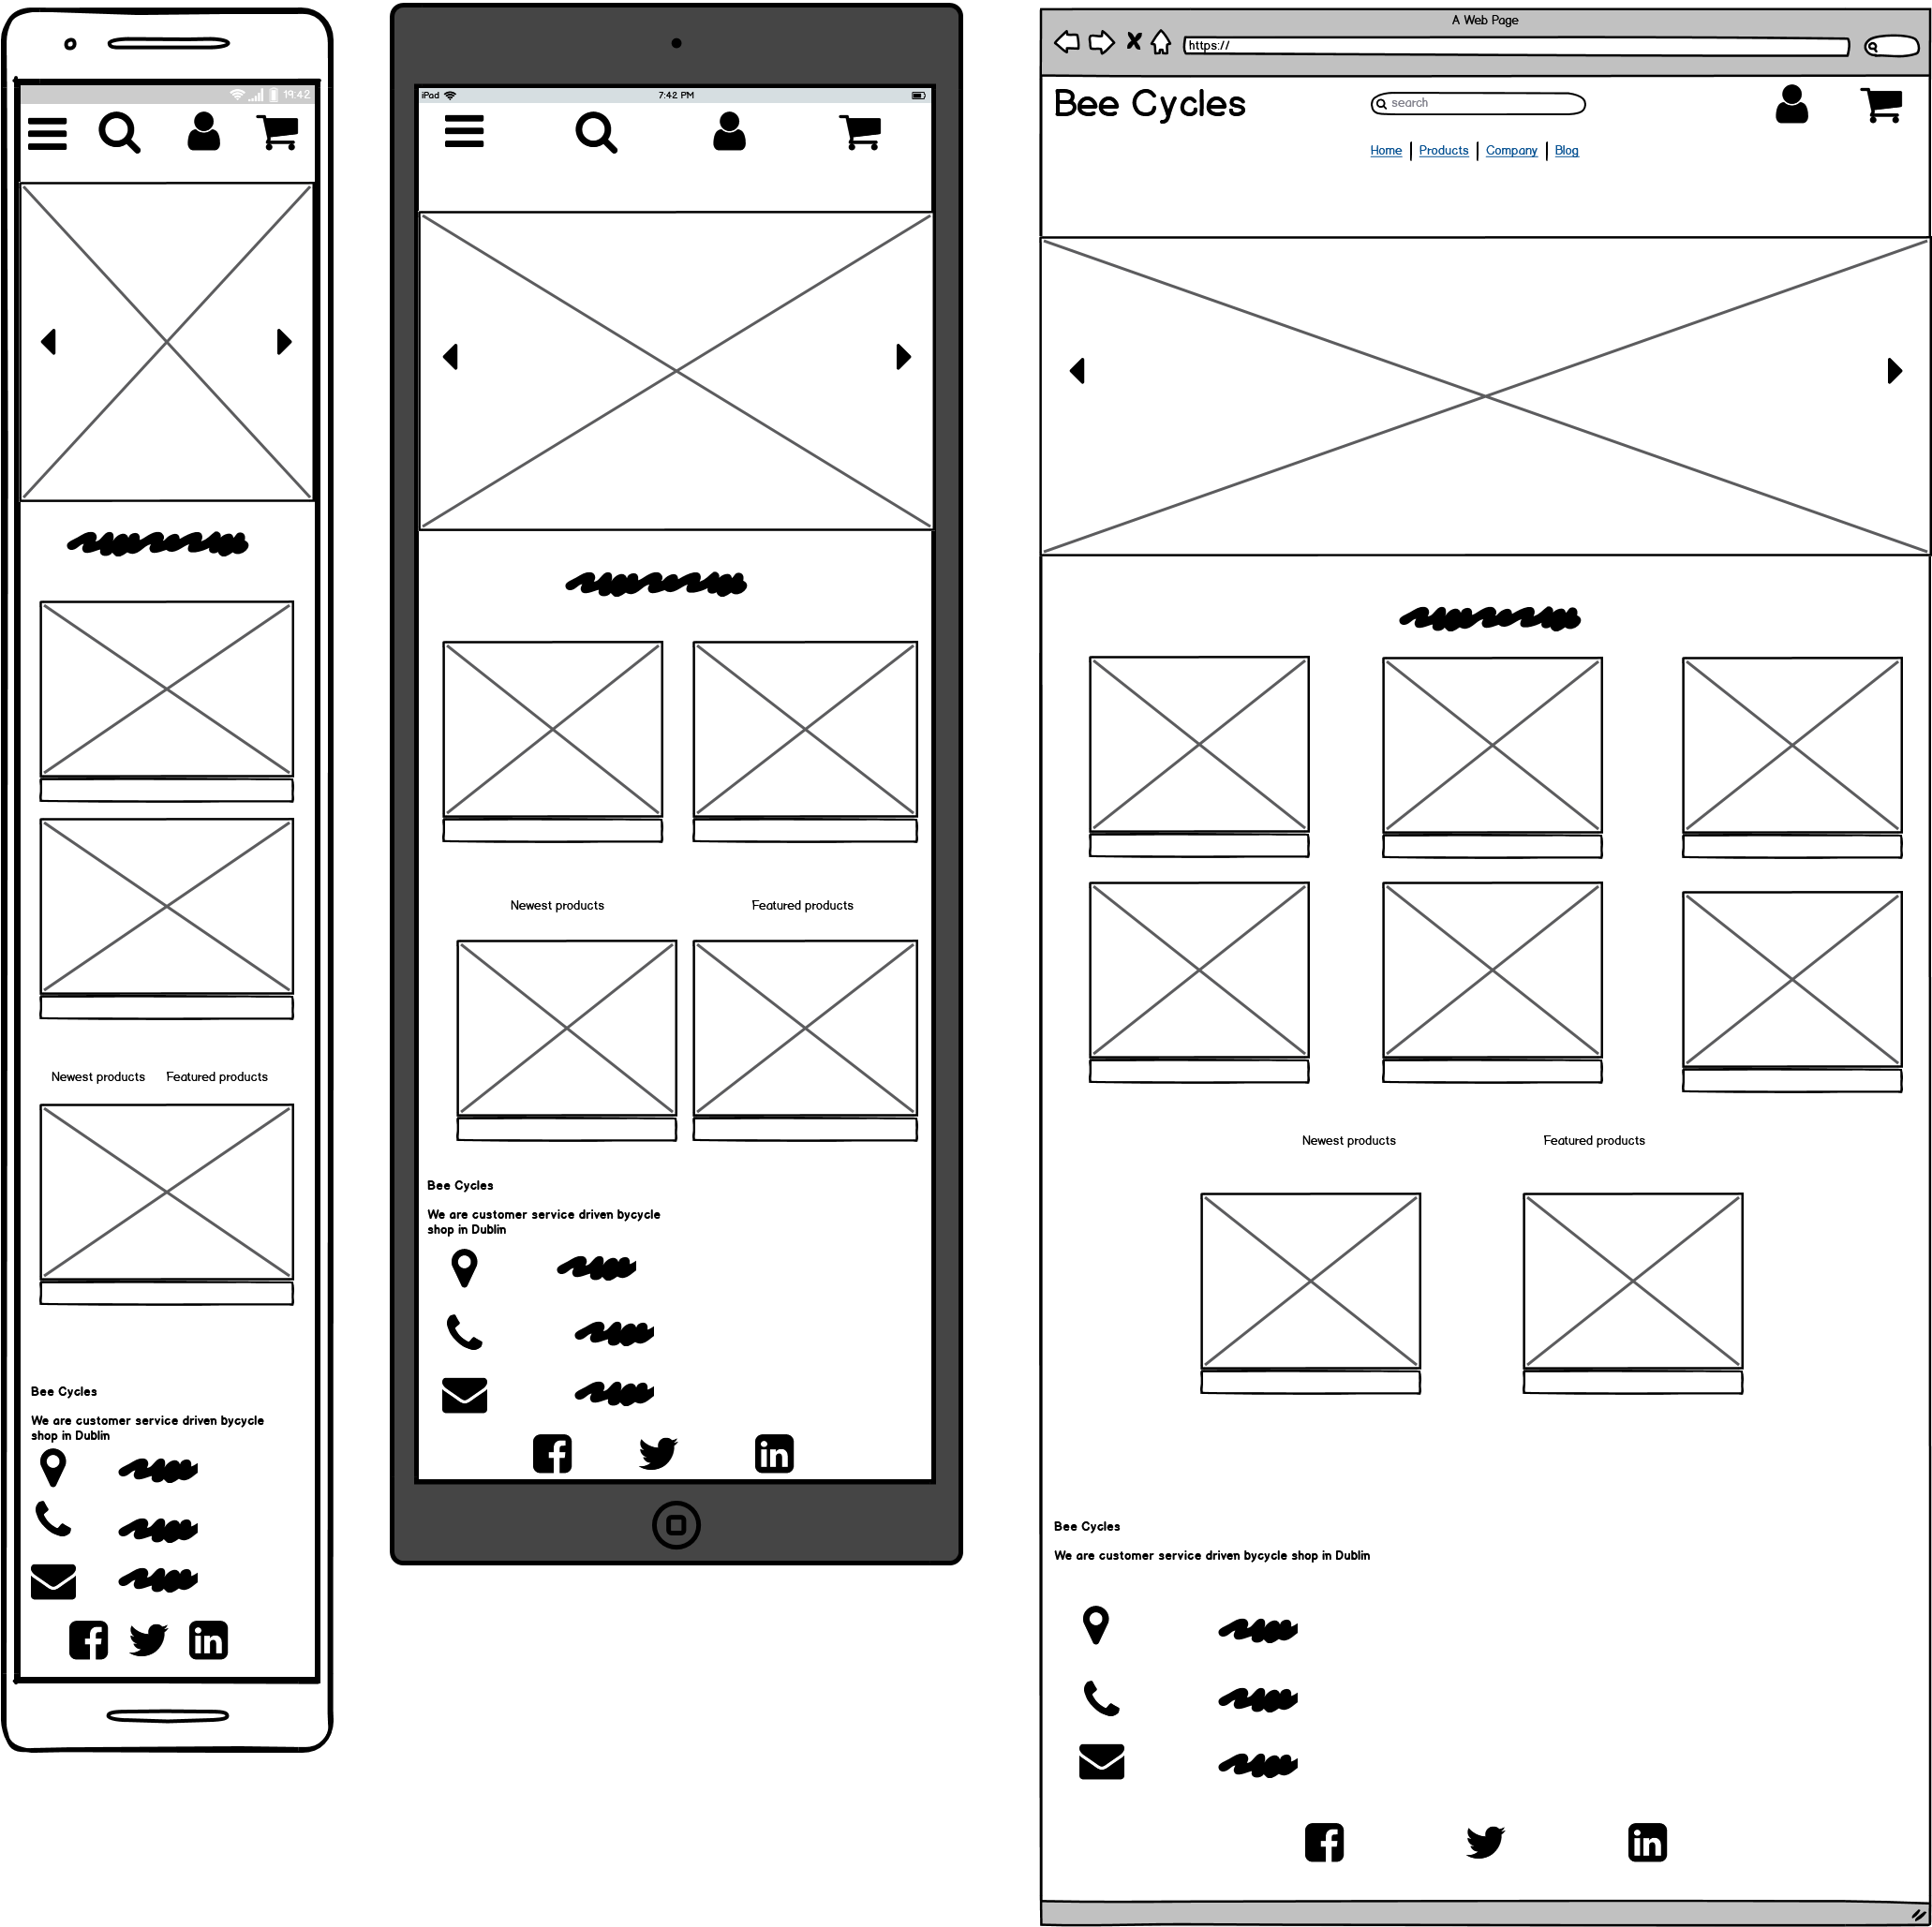 19:42
Newest products Featured products
Bee Cycles
We are customer service driven bycycle
shop in Dublin
iPad 7:42 PM
Newest products Featured products
Bee Cycles
We are customer service driven bycycle
shop in Dublin
A Web Page
https://
Bee Cycles
search
Home Products Company Blog
Newest products Featured products
Bee Cycles
We are customer service driven bycycle shop in Dublin